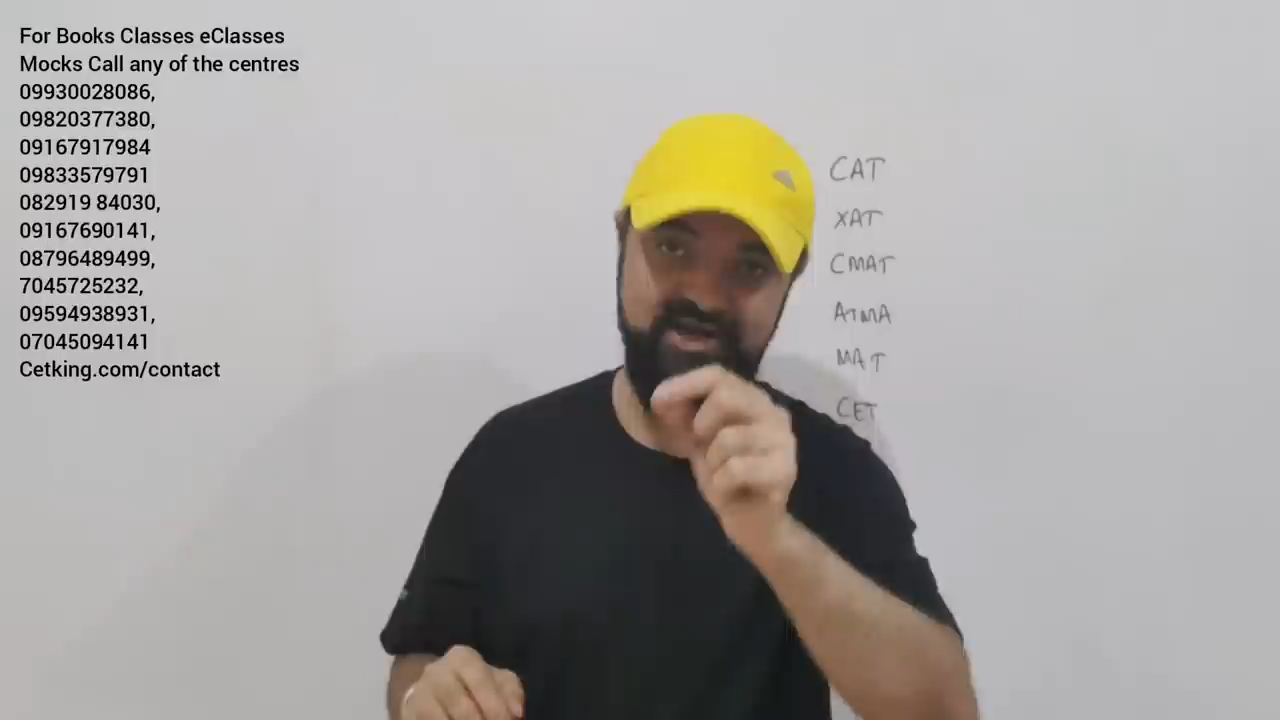 For Books Classes eClasses
Mocks Call any of the centres
09930028086,
09820377380,
09167917984
09833579791
082919 84030,
09167690141,
08796489499,
7045725232,
09594938931,
07045094141
Cetking.com/contact
CAT
XAT
CMAT
ATMA
MAT
CET